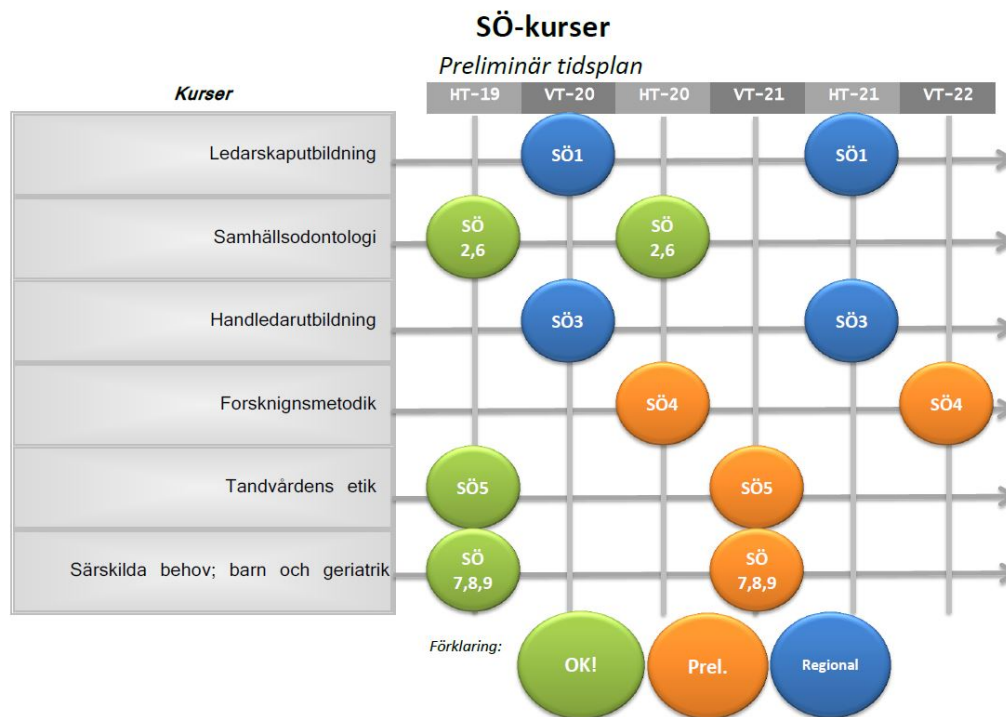 SÖ-kurser
Preliminär tidsplan
Kurser
HT-19 VT-20 HT-20 VT-21 HT-21 VT-22
Ledarskaputbildning
SÖ1
SÖ1
Samhällsodontologi
SÖ
2,6
SÖ
2,6
Handledarutbildning
SÖ3
SÖ3
Forsknignsmetodik
SÖ4
SÖ4
Tandvårdens etik
SÖ5
SÖ5
Särskilda behov; barn och geriatrik
SÖ
7,8,9
SÖ
7,8,9
Förklaring:
OK!
Prel.
Regional